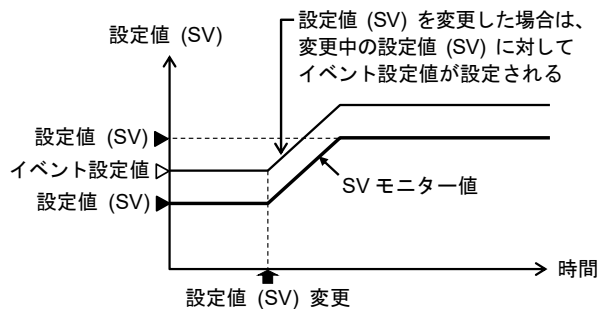 設定値 (SV)
設定値 (SV) を変更した場合は、
変更中の設定値 (SV) に対して
イベント設定値が設定される
設定値 (SV)
イベント設定値
設定値 (SV)
SV モニター値
時間
設定値 (SV) 変更